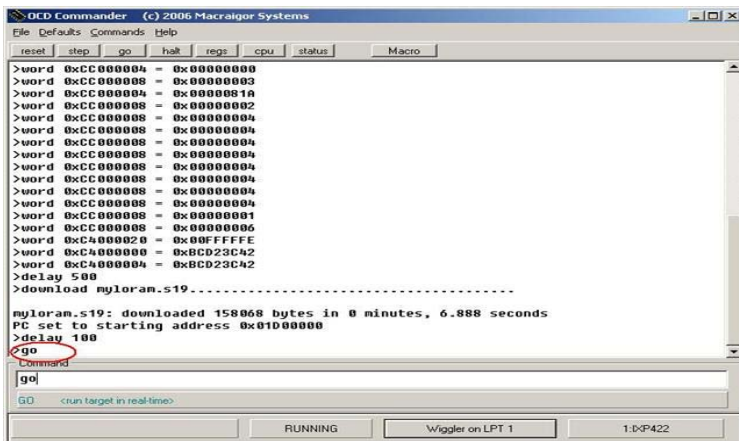 OCD Commander (c) 2006 Macraigor Systems
File Defaults Commands Help
reset step go halt regs cpu status Macro
>word 0xCC000004 = 0x00000000
>word 0xCC000008 = 0x00000003
>word 0xCC000004 = 0x0000081A
>word 0xCC000008 = 0x00000002
>word 0xCC000008 = 0x00000004
>word 0xCC000008 = 0x00000004
>word 0xCC000008 = 0x00000004
>word 0xCC000008 = 0x00000004
>word 0xCC000008 = 0x00000004
>word 0xCC000008 = 0x00000004
>word 0xCC000008 = 0x00000004
>word 0xCC000008 = 0x00000004
>word 0xCC000008 = 0x00000001
>word 0xCC000008 = 0x00000006
>word 0xC4000020 = 0x00FFFFFE
>word 0xC4000000 = 0xBCD23C42
>word 0xC4000004 = 0xBCD23C42
>delay 500
>download myloram.s19.......................................
myloram.s19: downloaded 158068 bytes in 0 minutes, 6.888 seconds
PC set to starting address 0x01D00000
>delay 100
>go
Command
go
GO <run target in real-time>
RUNNING Wiggler on LPT 1 1:IXP422